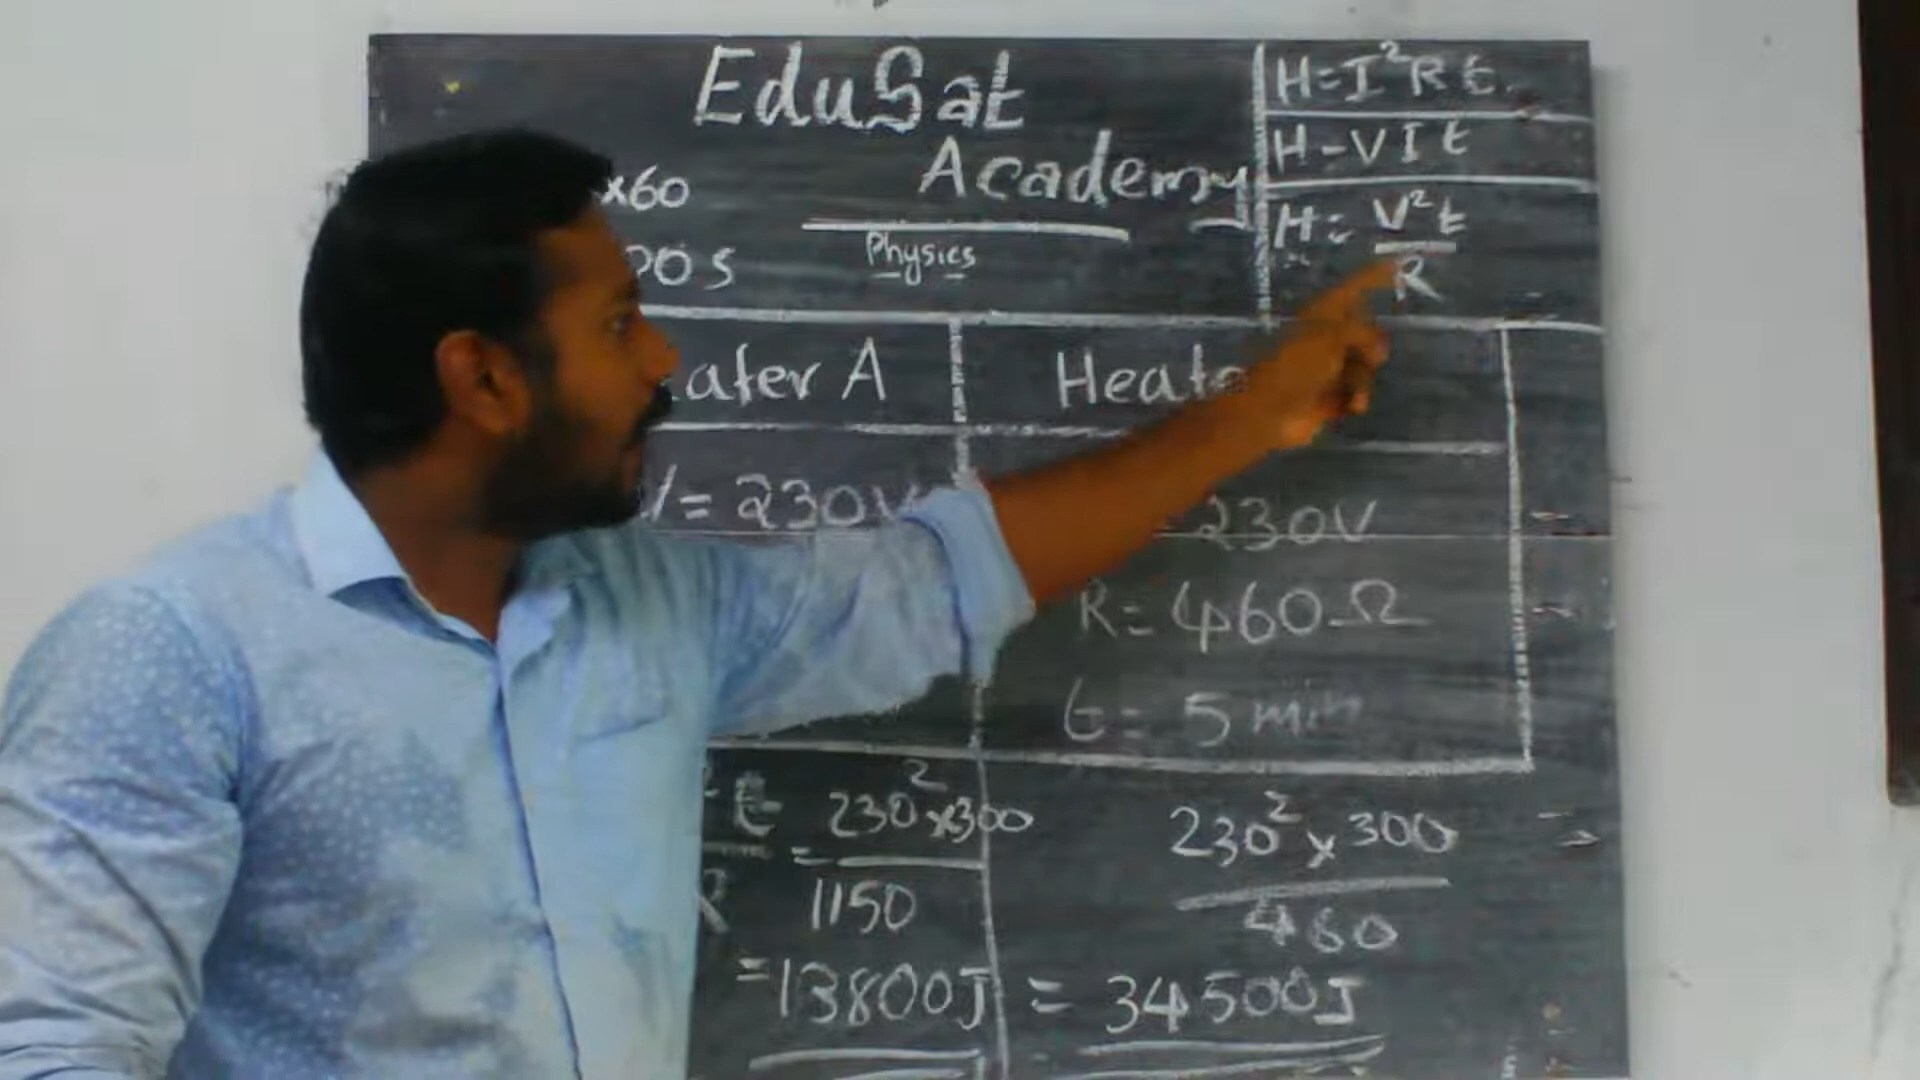 EduSat
Academy
Physics
H=I²Rt
H=VIt
H=V²t
R
x60
00s
ater A
Heate
V=230V
230V
R=460Ω
t=5 min
t = 230²x300
R 1150
=13800J
230²x300
460
=34500J